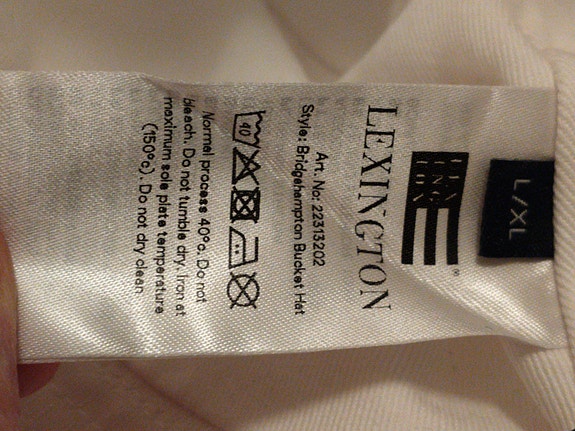 L/XL
LEXINGTON
Art. No: 22313202
Style: Bridgehampton Bucket Hat
40
Normal process 40°c. Do not
bleach. Do not tumble dry. Iron at
maximum sole plate temperature
(150°c). Do not dry clean